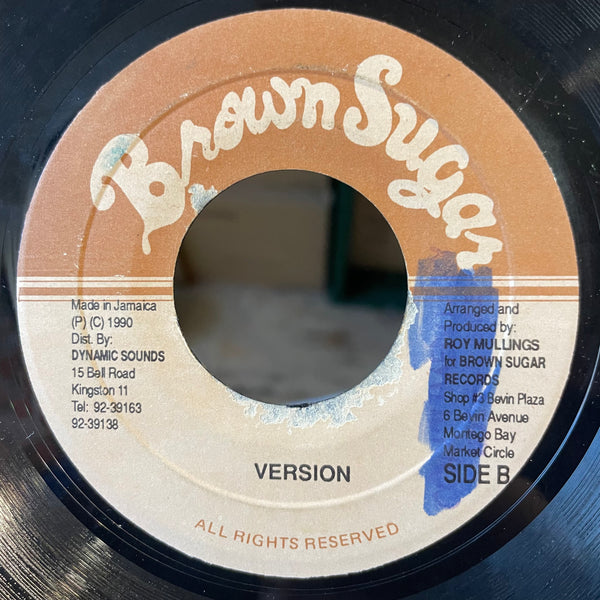 Brown Sugar
Made in Jamaica
(P) (C) 1990
Dist. By:
DYNAMIC SOUNDS
15 Bell Road
Kingston 11
Tel: 92-39163
92-39138
Arranged and
Produced by:
ROY MULLINGS
for BROWN SUGAR
RECORDS
Shop #3 Bevin Plaza
6 Bevin Avenue
Montego Bay
Market Circle
SIDE B
VERSION
ALL RIGHTS RESERVED